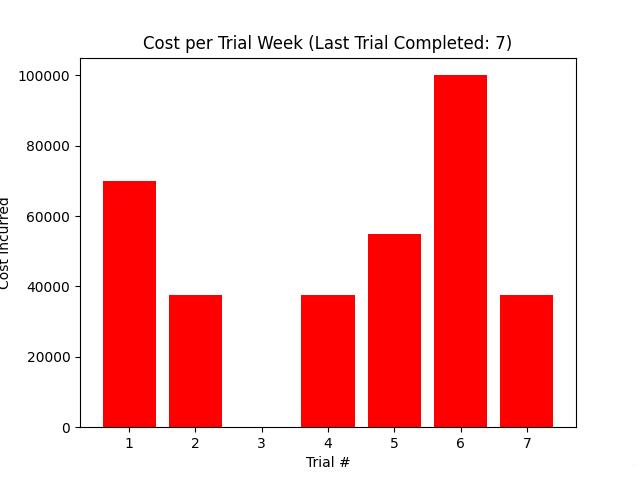 Cost per Trial Week (Last Trial Completed: 7)
100000
80000
60000
40000
20000
0
Cost Incurred
1 2 3 4 5 6 7
Trial #